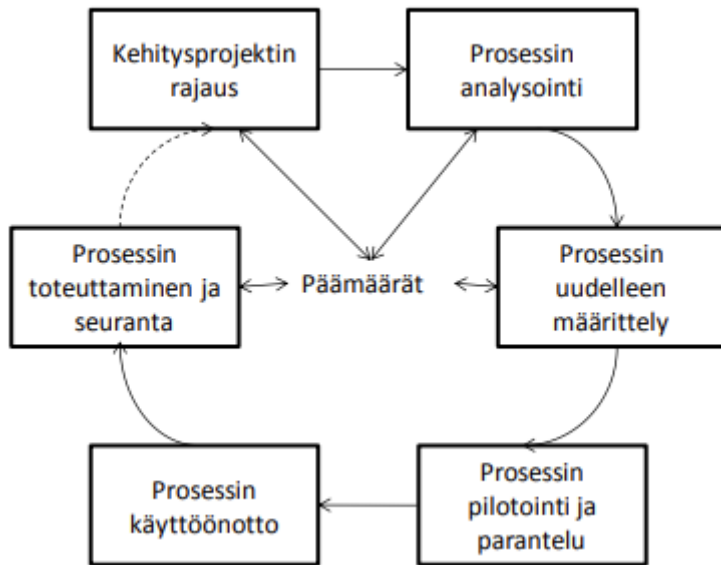 Kehitysprojektin
rajaus
Prosessin
analysointi
Prosessin
toteuttaminen ja
seuranta
Päämäärät
Prosessin
uudelleen
määrittely
Prosessin
käyttöönotto
Prosessin
pilotointi ja
parantelu